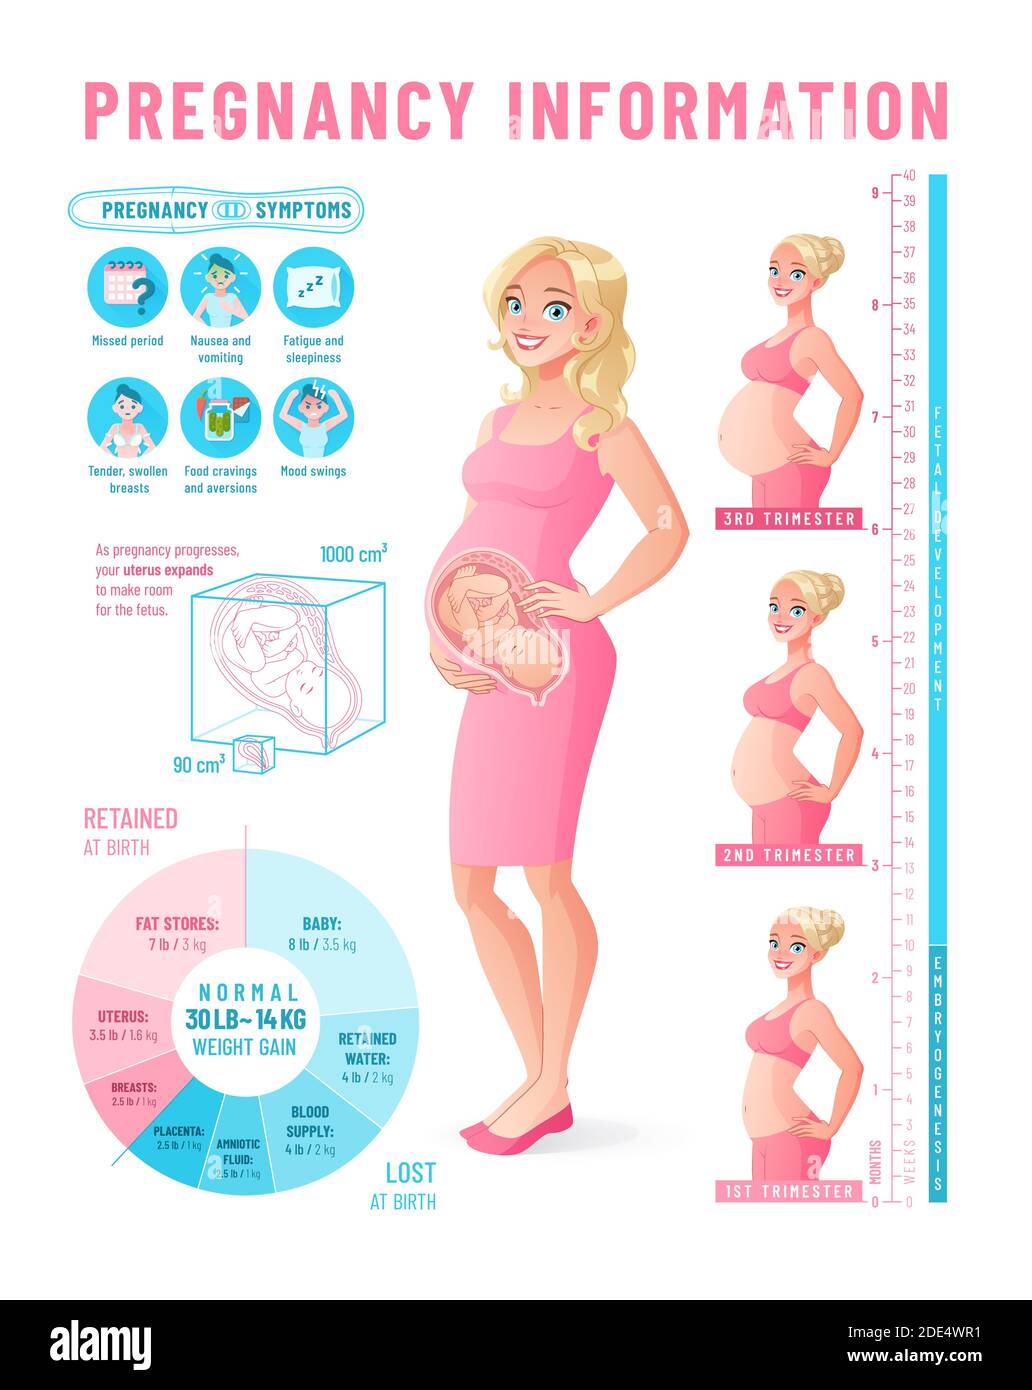 PREGNANCY INFORMATION
PREGNANCY SYMPTOMS
Missed period
Nausea and
vomiting
Fatigue and
sleepiness
Tender, swollen
breasts
Food cravings
and aversions
Mood swings
As pregnancy progresses,
your uterus expands
to make room
for the fetus.
1000 cm³
90 cm³
RETAINED
AT BIRTH
FAT STORES:
7 lb / 3 kg
BABY:
8 lb / 3.5 kg
UTERUS:
3.5 lb / 1.6 kg
NORMAL
30 LB~ 14 KG
WEIGHT GAIN
RETAINED
WATER:
4 lb / 2 kg
BREASTS:
2.5 lb / 1 kg
PLACENTA:
2.5 lb / 1 kg
AMNIOTIC
FLUID:
2.5 lb / 1 kg
BLOOD
SUPPLY:
4 lb / 2 kg
LOST
AT BIRTH
3RD TRIMESTER
2ND TRIMESTER
1ST TRIMESTER
9
8
7
6
5
4
3
2
1
0
MONTHS
40
39
38
37
36
35
34
33
32
31
30
29
28
27
26
25
24
23
22
21
20
19
18
17
16
15
14
13
12
11
10
9
8
7
6
5
4
3
WEEKS
0
FETAL DEVELOPMENT
EMBRYOGENESIS
alamy
alamy
Image ID: 2DE4WR1
www.alamy.com